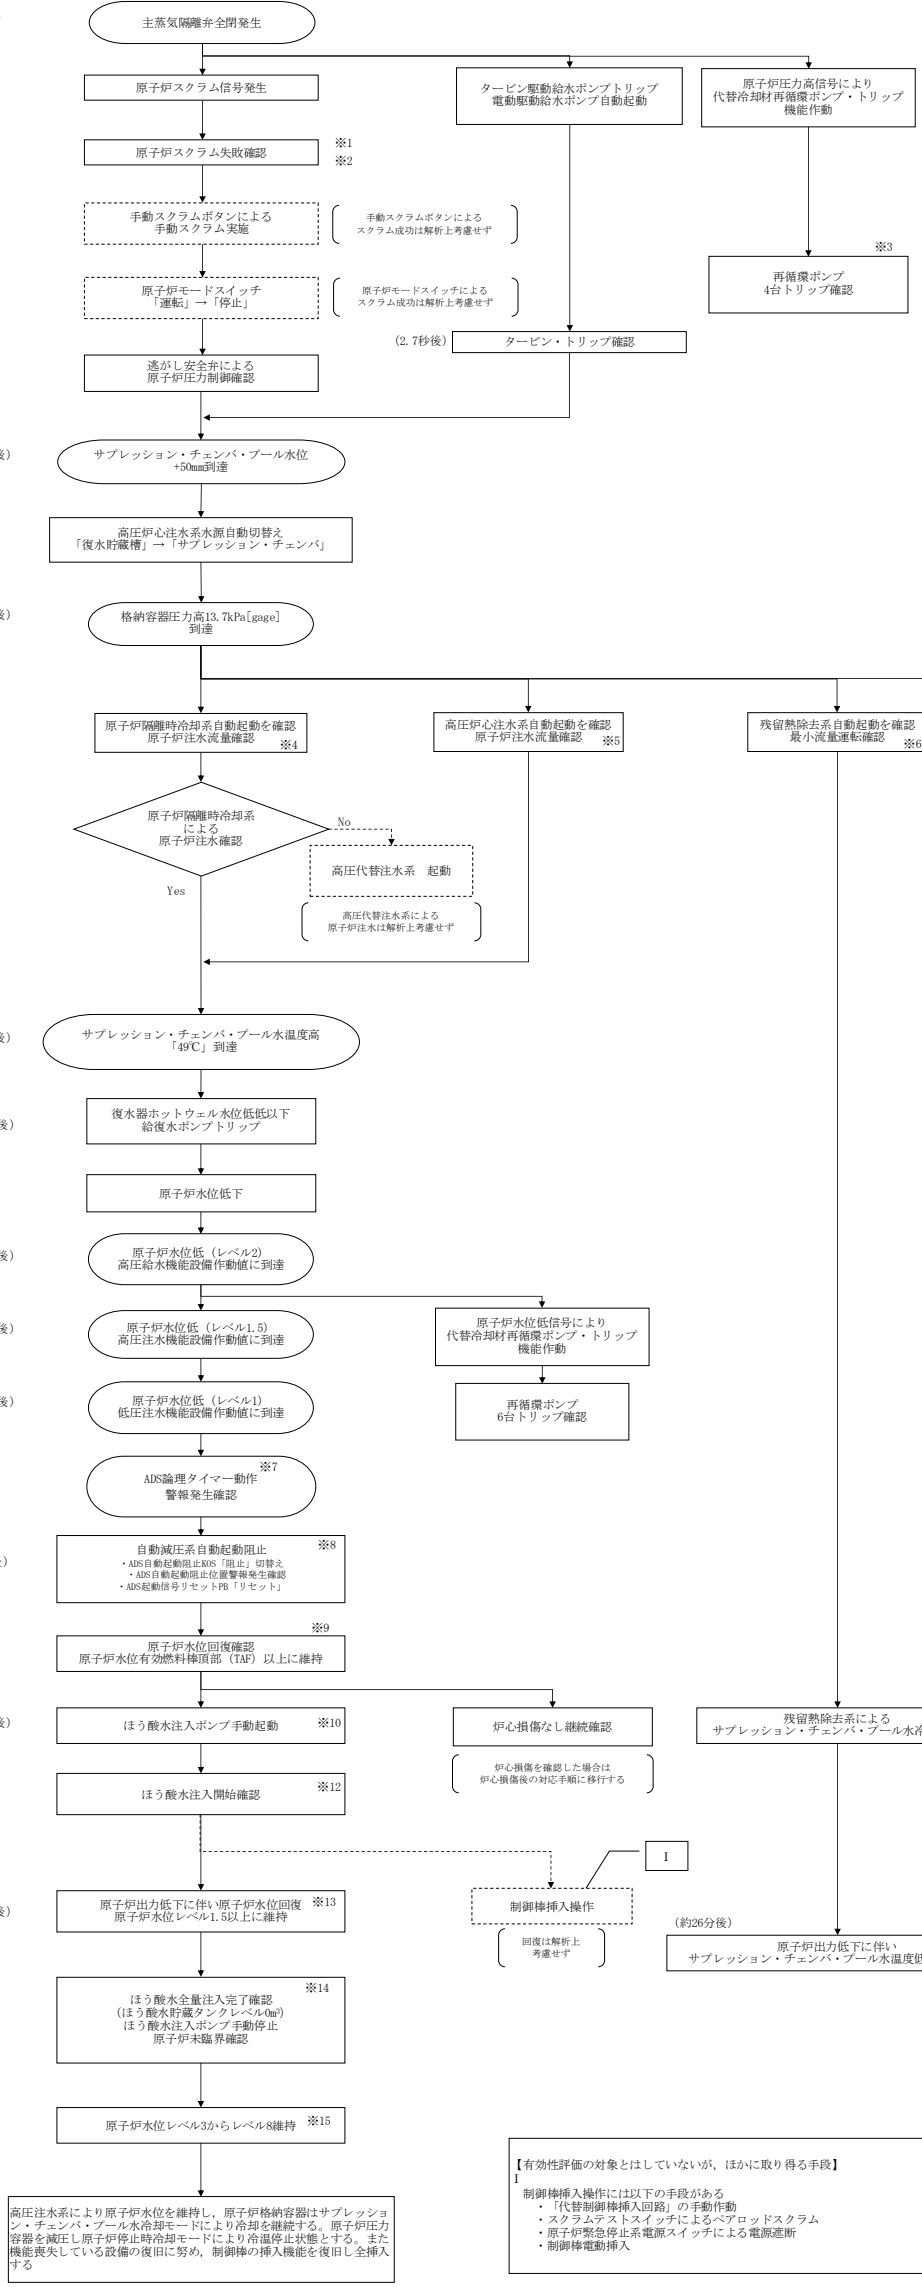 主蒸気隔離弁全閉発生
原子炉スクラム信号発生
タービン駆動給水ポンプトリップ
電動駆動給水ポンプ自動起動
原子炉圧力高信号により
代替冷却材再循環ポンプ・トリップ
機能作動
原子炉スクラム失敗確認
※1
※2
手動スクラムボタンによる
手動スクラム実施
手動スクラムボタンによる
スクラム成功は解析上考慮せず
※3
再循環ポンプ
4台トリップ確認
原子炉モードスイッチ
「運転」→「停止」
原子炉モードスイッチによる
スクラム成功は解析上考慮せず
(2.7秒後)
タービン・トリップ確認
逃がし安全弁による
原子炉圧力制御確認
後)
サプレッション・チェンバ・プール水位
+50mm到達
高圧炉心注水系水源自動切替え
「復水貯蔵槽」→「サプレッション・チェンバ」
後)
格納容器圧力高13.7kPa[gage]
到達
原子炉隔離時冷却系自動起動を確認
原子炉注水流量確認
※4
高圧炉心注水系自動起動を確認
原子炉注水流量確認
※5
残留熱除去系自動起動を確認
最小流量運転確認
※6
原子炉隔離時冷却系
による
原子炉注水確認
No
高圧代替注水系　起動
Yes
高圧代替注水系による
原子炉注水は解析上考慮せず
後)
サプレッション・チェンバ・プール水温度高
「49℃」到達
後)
復水器ホットウェル水位低低以下
給復水ポンプトリップ
原子炉水位低下
後)
原子炉水位低（レベル2）
高圧給水機能設備作動値に到達
後)
原子炉水位低（レベル1.5）
高圧注水機能設備作動値に到達
原子炉水位低信号により
代替冷却材再循環ポンプ・トリップ
機能作動
後)
原子炉水位低（レベル1）
低圧注水機能設備作動値に到達
再循環ポンプ
6台トリップ確認
※7
ADS論理タイマー動作
警報発生確認
自動減圧系自動起動阻止
※8
・ADS自動起動阻止KOS「阻止」切替え
・ADS自動起動阻止位置警報発生確認
・ADS起動信号リセットPB「リセット」
※9
原子炉水位回復確認
原子炉水位有効燃料棒頂部（TAF）以上に維持
後)
ほう酸水注入ポンプ手動起動
※10
炉心損傷なし継続確認
残留熱除去系による
サプレッション・チェンバ・プール水冷
炉心損傷を確認した場合は
炉心損傷後の対応手順に移行する
ほう酸水注入開始確認
※12
I
後)
原子炉出力低下に伴い原子炉水位回復
原子炉水位レベル1.5以上に維持
※13
制御棒挿入操作
回復は解析上
考慮せず
(約26分後)
原子炉出力低下に伴い
サプレッション・チェンバ・プール水温度低
※14
ほう酸水全量注入完了確認
(ほう酸水貯蔵タンクレベル0m³)
ほう酸水注入ポンプ手動停止
原子炉未臨界確認
原子炉水位レベル3からレベル8維持
※15
高圧注水系により原子炉水位を維持し，原子炉格納容器はサプレッショ
ン・チェンバ・プール水冷却モードにより冷却を継続する。原子炉圧力
容器を減圧し原子炉停止時冷却モードにより冷温停止状態とする。また
機能喪失している設備の復旧に努め，制御棒の挿入機能を復旧し全挿入
する
【有効性評価の対象とはしていないが，ほかに取り得る手段】
I
制御棒挿入操作には以下の手段がある
・「代替制御棒挿入回路」の手動作動
・スクラムテストスイッチによるペアロッドスクラム
・原子炉緊急停止系電源スイッチによる電源遮断
・制御棒電動挿入